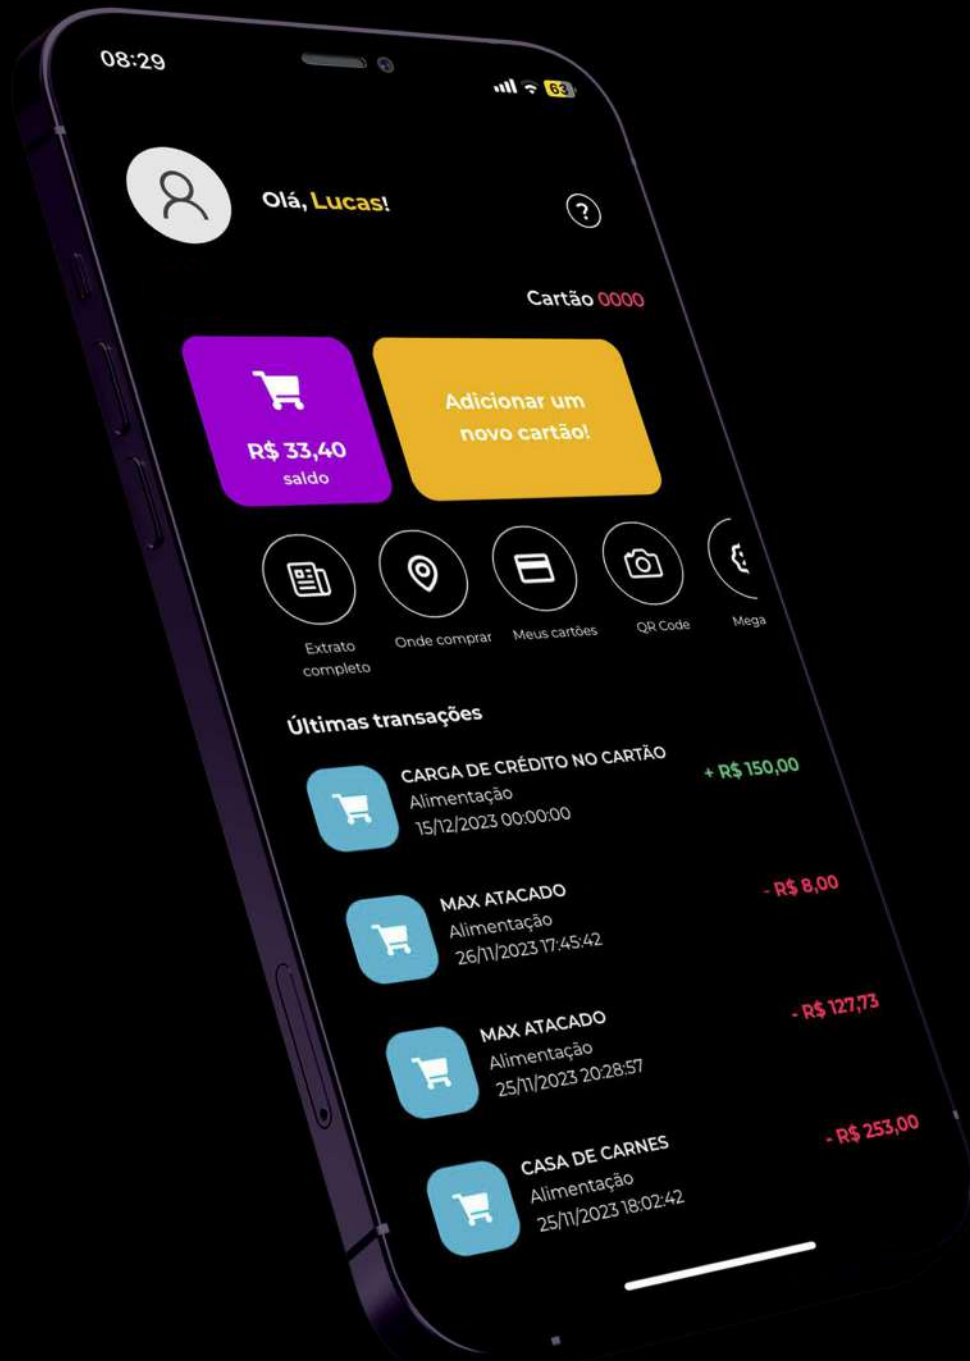 08:29
63
Olá, Lucas!
?
Cartão 0000
R$ 33,40
saldo
Adicionar um
novo cartão!
Extrato
completo
Onde comprar
Meus cartões
QR Code
Mega
Últimas transações
CARGA DE CRÉDITO NO CARTÃO
Alimentação
15/12/2023 00:00:00
+ R$ 150,00
MAX ATACADO
Alimentação
26/11/2023 17:45:42
- R$ 8,00
MAX ATACADO
Alimentação
25/11/2023 20:28:57
- R$ 127,73
CASA DE CARNES
Alimentação
25/11/2023 18:02:42
- R$ 253,00